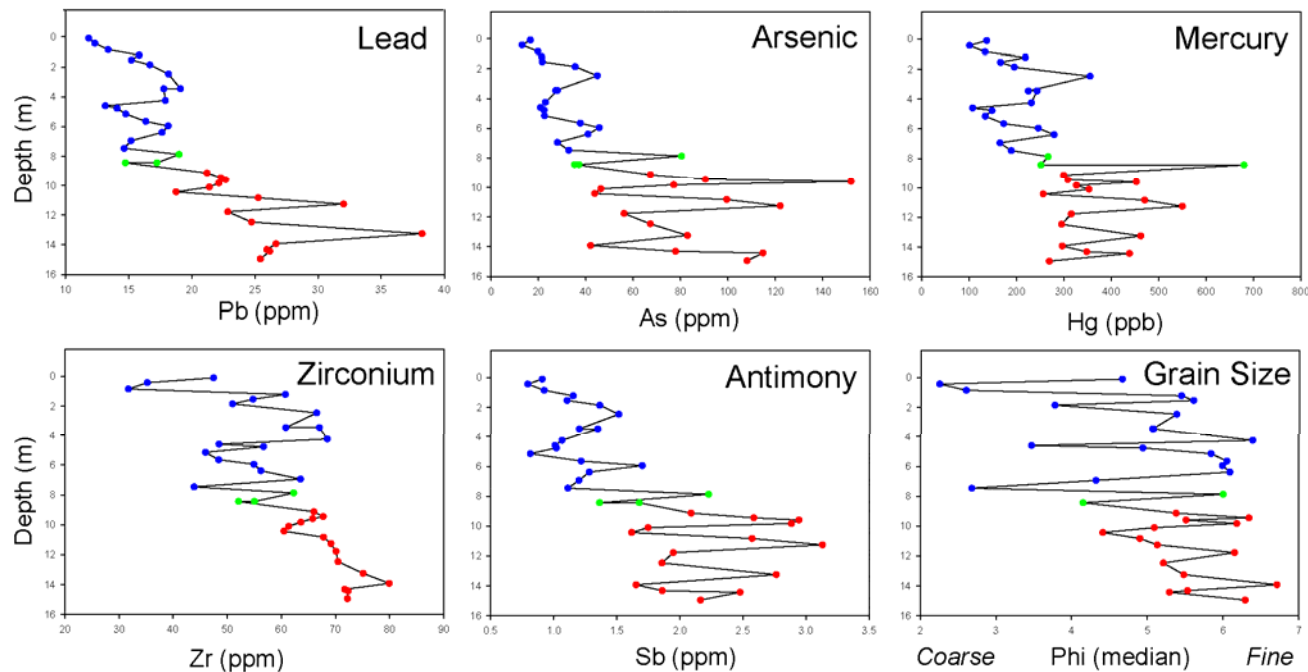 Lead
Depth (m)
0
2
4
6
8
10
12
14
16
10 15 20 25 30 35 40
Pb (ppm)
Arsenic
0
2
4
6
8
10
12
14
16
0 20 40 60 80 100 120 140 160
As (ppm)
Mercury
0
2
4
6
8
10
12
14
16
0 100 200 300 400 500 600 700 800
Hg (ppb)
Zirconium
Depth (m)
0
2
4
6
8
10
12
14
16
20 30 40 50 60 70 80 90
Zr (ppm)
Antimony
0
2
4
6
8
10
12
14
16
0.5 1.0 1.5 2.0 2.5 3.0 3.5
Sb (ppm)
Grain Size
0
2
4
6
8
10
12
14
16
2 3 4 5 6 7
Coarse Phi (median) Fine